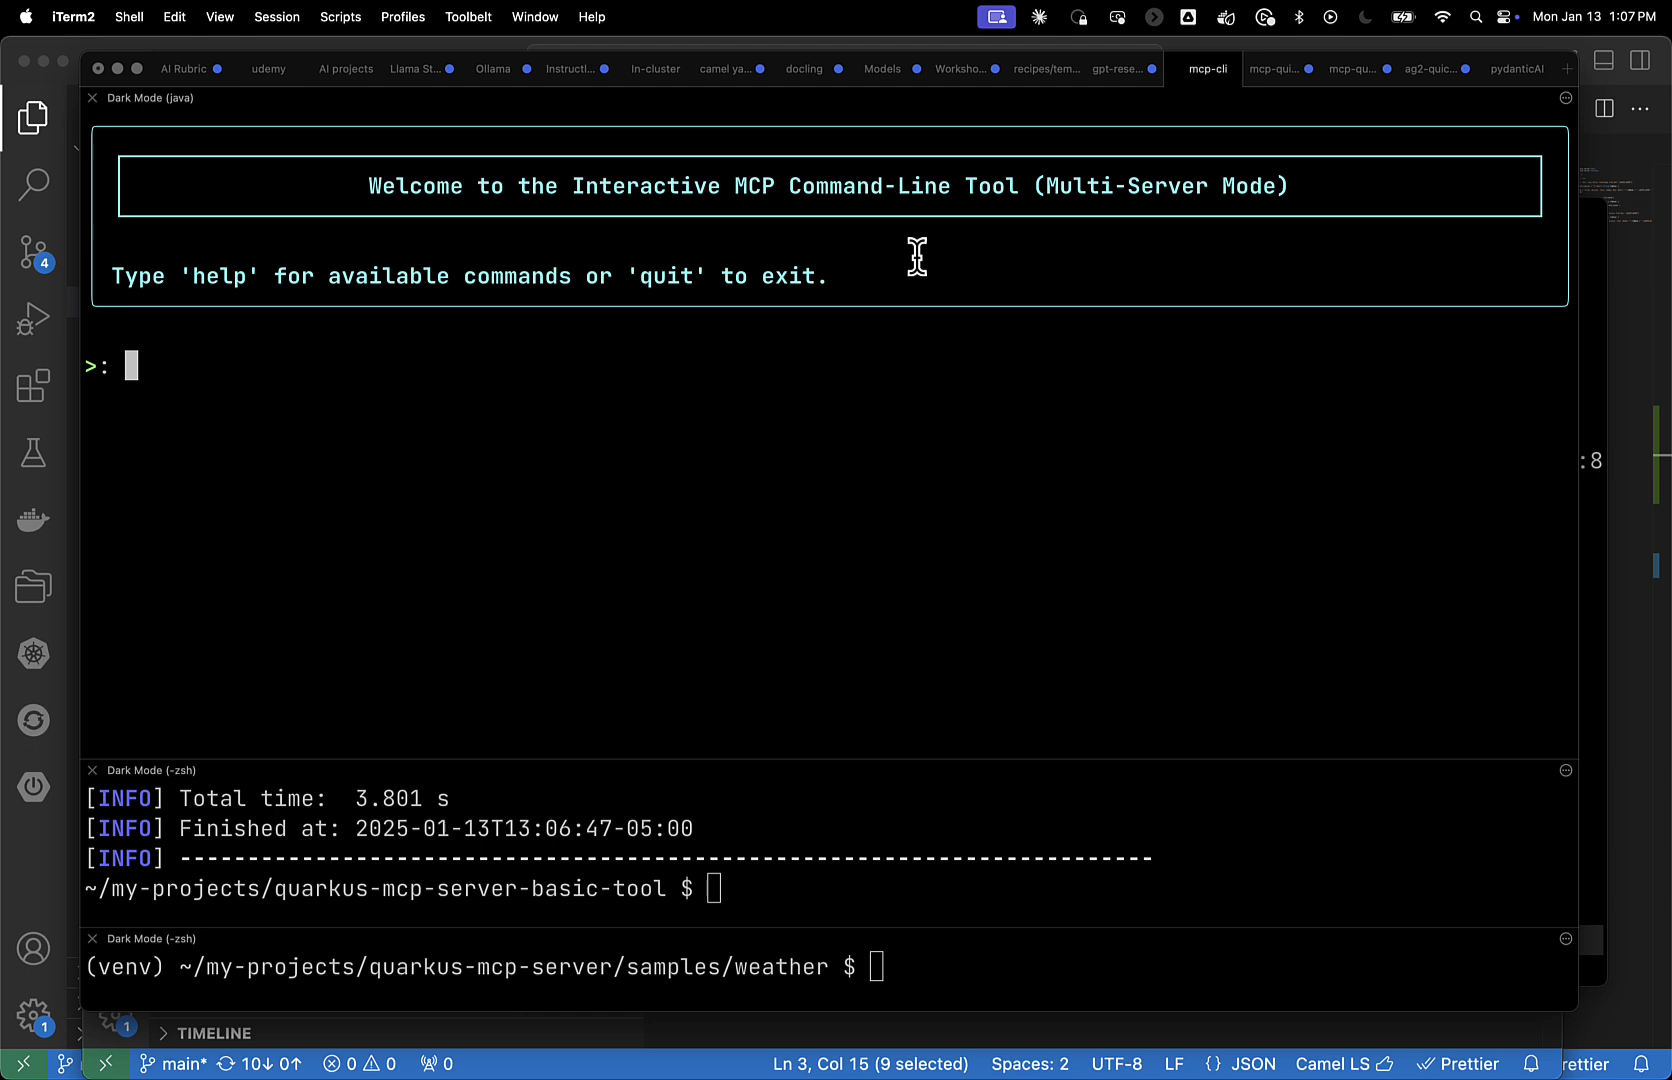 iTerm2 Shell Edit View Session Scripts Profiles Toolbelt Window Help Mon Jan 13 1:07 PM
AI Rubric udemy AI projects Llama St... Ollama Instructl... In-cluster camel ya... docling Models Worksho... recipes/tem... gpt-rese... mcp-cli mcp-qui... mcp-qu... ag2-quic... pydanticAI
Dark Mode (java)
Welcome to the Interactive MCP Command-Line Tool (Multi-Server Mode)
Type 'help' for available commands or 'quit' to exit.
>:
:8
4
Dark Mode (-zsh)
[INFO] Total time:  3.801 s
[INFO] Finished at: 2025-01-13T13:06:47-05:00
[INFO] ------------------------------------------------------------------------
~/my-projects/quarkus-mcp-server-basic-tool $
Dark Mode (-zsh)
(venv) ~/my-projects/quarkus-mcp-server/samples/weather $
1
1
TIMELINE
main* 10↓ 0↑ 0 0 0 Ln 3, Col 15 (9 selected) Spaces: 2 UTF-8 LF {} JSON Camel LS Prettier rettier